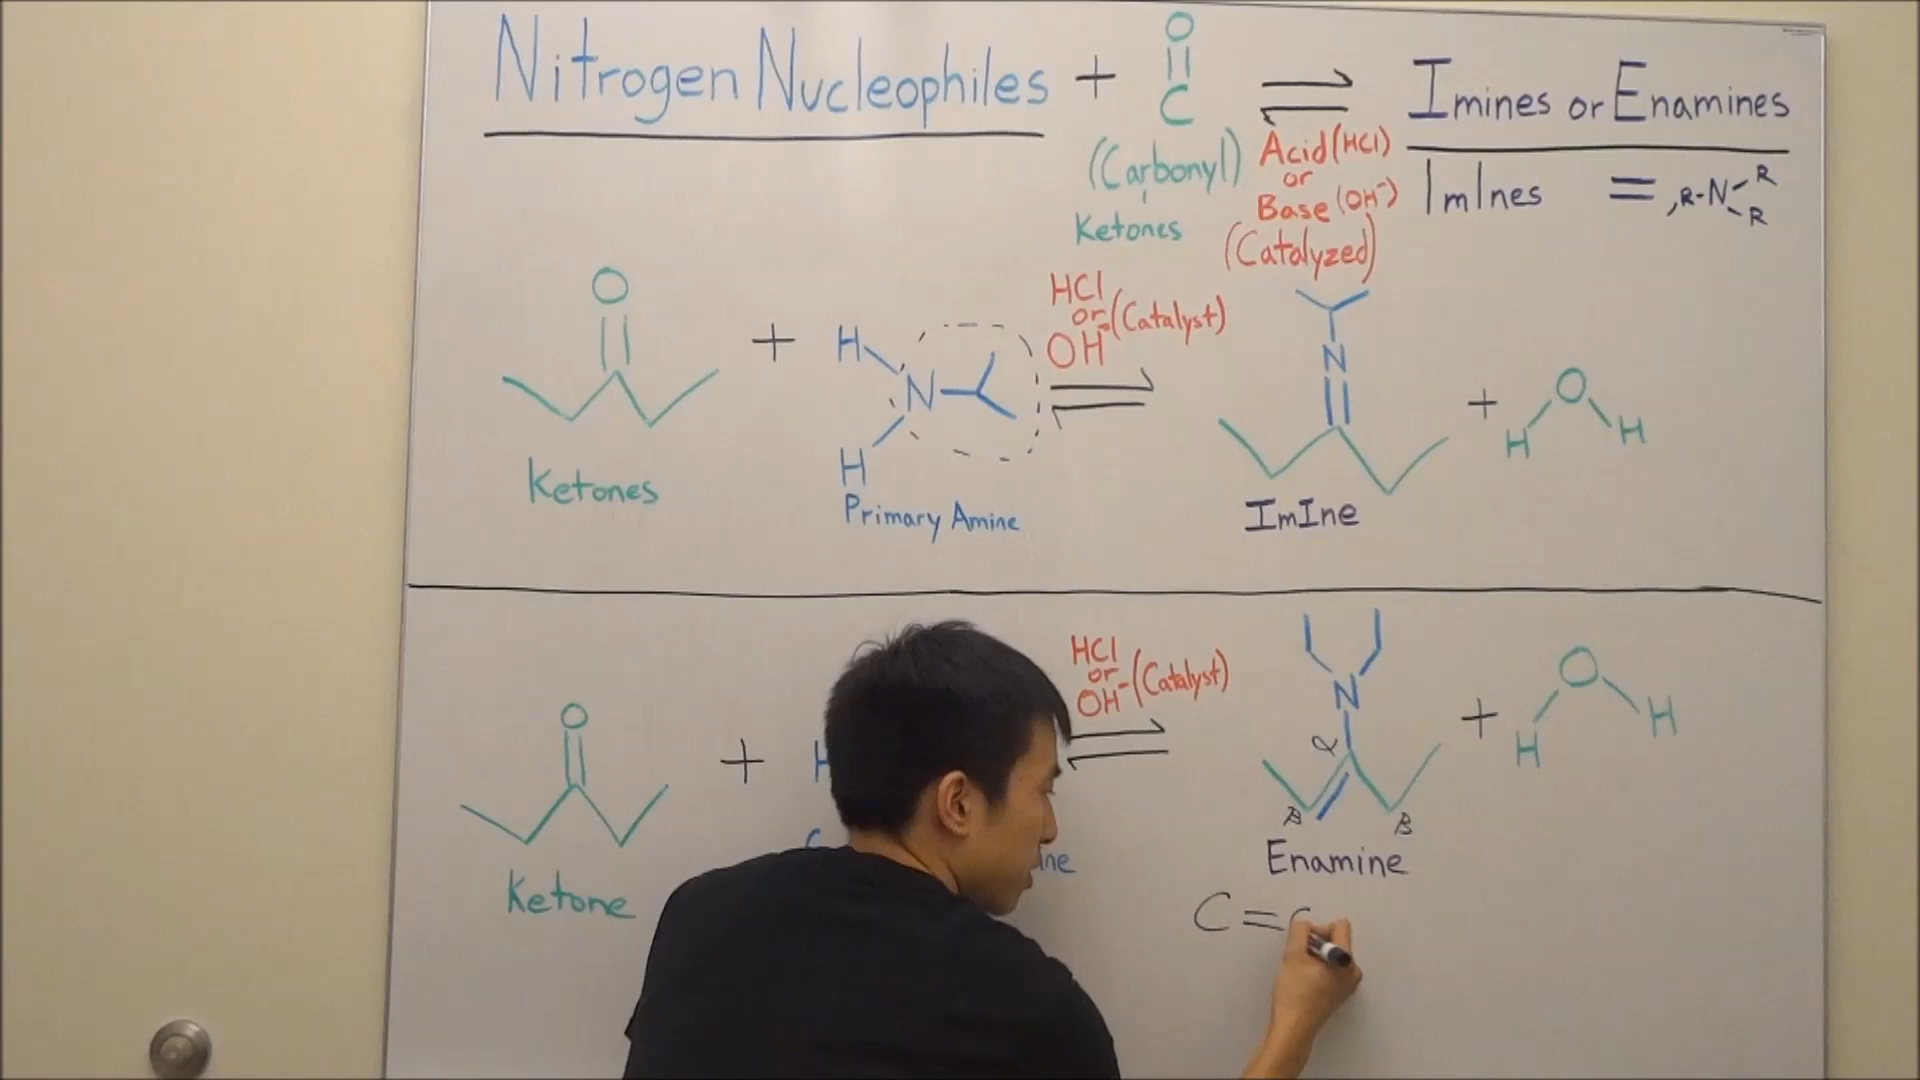 Nitrogen Nucleophiles + C=O ⇌ Imines or Enamines
(Carbonyl)
Ketones
Acid (HCl)
or
Base (OH⁻)
(Catalyzed)
ImInes = , R-N R R
O
Ketones
+
H N H
Primary Amine
HCl
or
OH⁻ (Catalyst)
N
ImIne
+
H O H
O
Ketone
+
HCl
or
OH⁻ (Catalyst)
N
α
B B
Enamine
+
H O H
C=C